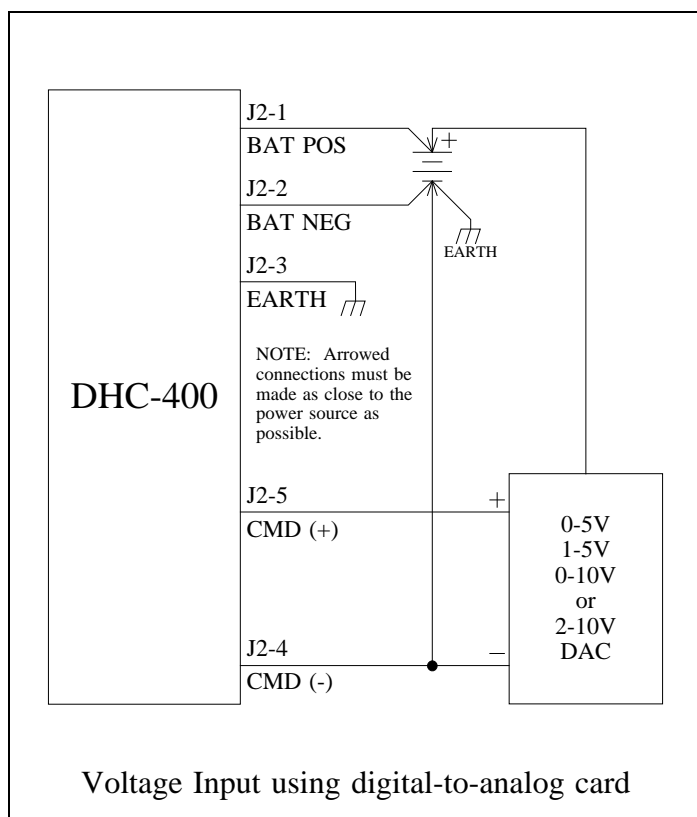 J2-1
BAT POS
+
J2-2
BAT NEG
EARTH
J2-3
EARTH
NOTE: Arrowed
connections must be
made as close to the
power source as
possible.
DHC-400
J2-5
CMD (+)
+
0-5V
1-5V
0-10V
or
2-10V
DAC
J2-4
CMD (-)
−
Voltage Input using digital-to-analog card